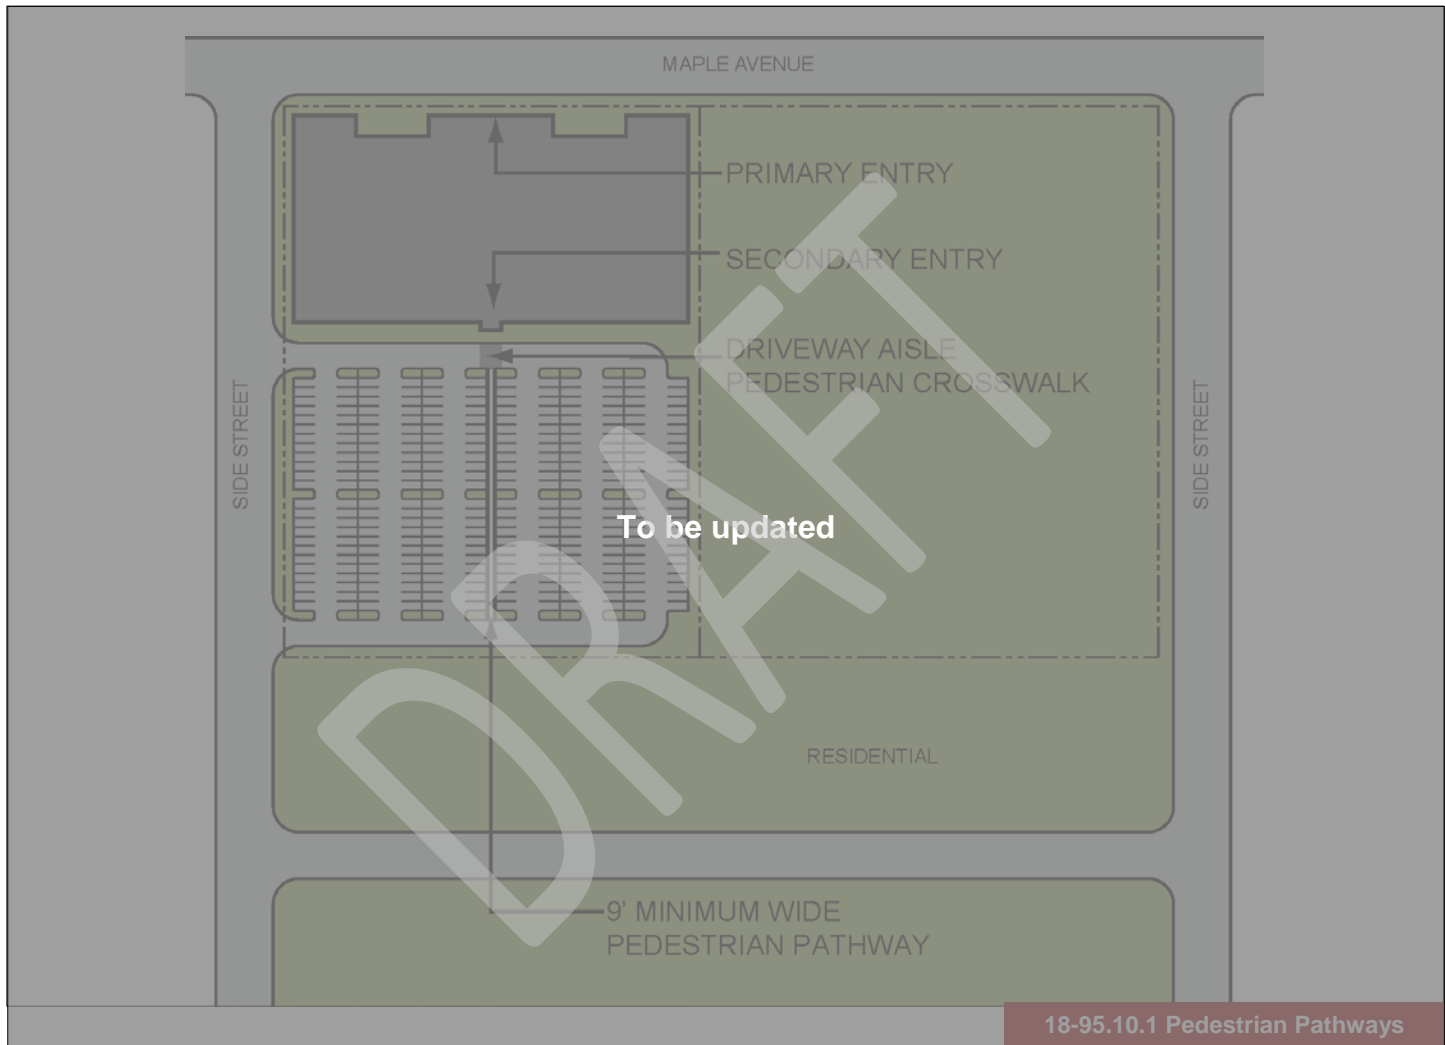 MAPLE AVENUE
PRIMARY ENTRY
SECONDARY ENTRY
DRIVEWAY AISLE
PEDESTRIAN CROSSWALK
SIDE STREET
SIDE STREET
To be updated
DRAFT
RESIDENTIAL
9' MINIMUM WIDE
PEDESTRIAN PATHWAY
18-95.10.1 Pedestrian Pathways